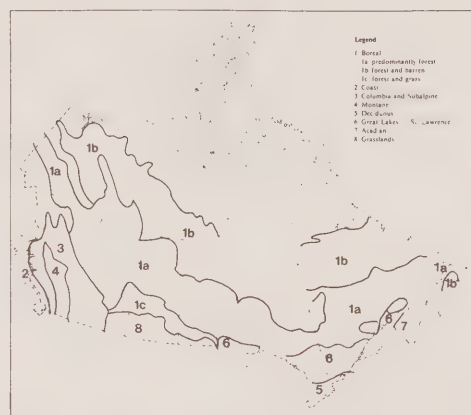 Legend
1 Boreal
1a predominantly forest
1b forest and barren
1c forest and grass
2 Coast
3 Columbia and Subalpine
4 Montane
5 Deciduous
6 Great Lakes - St. Lawrence
7 Acadian
8 Grasslands
1b
1a
1b
1b
1a
1b
3
2
4
1a
1c
1a
8
6
6
7
6
5